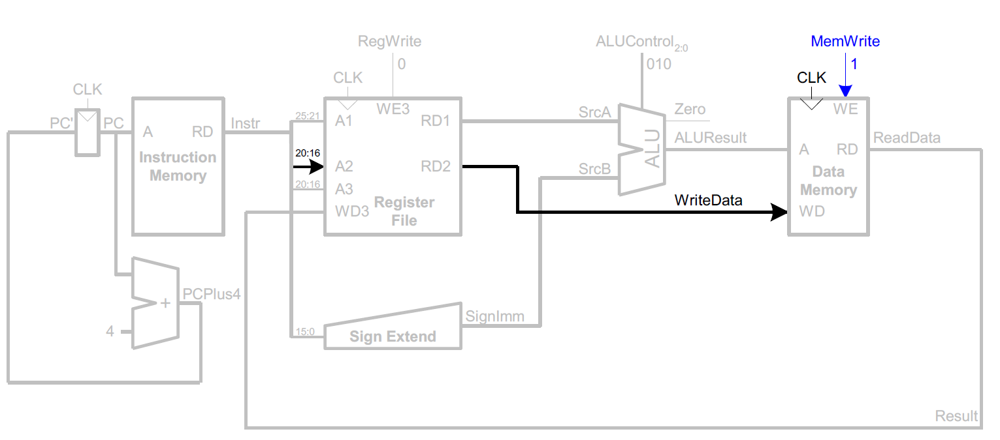 RegWrite
ALUControl2:0
MemWrite
0
010
1
CLK
CLK
CLK
PC'
PC
A
RD
Instruction
Memory
Instr
25:21
20:16
20:16
15:0
A1
A2
A3
WD3
WE3
RD1
RD2
Register
File
SrcA
SrcB
ALU
Zero
ALUResult
WriteData
A
RD
WE
WD
Data
Memory
ReadData
4
+
PCPlus4
Sign Extend
SignImm
Result